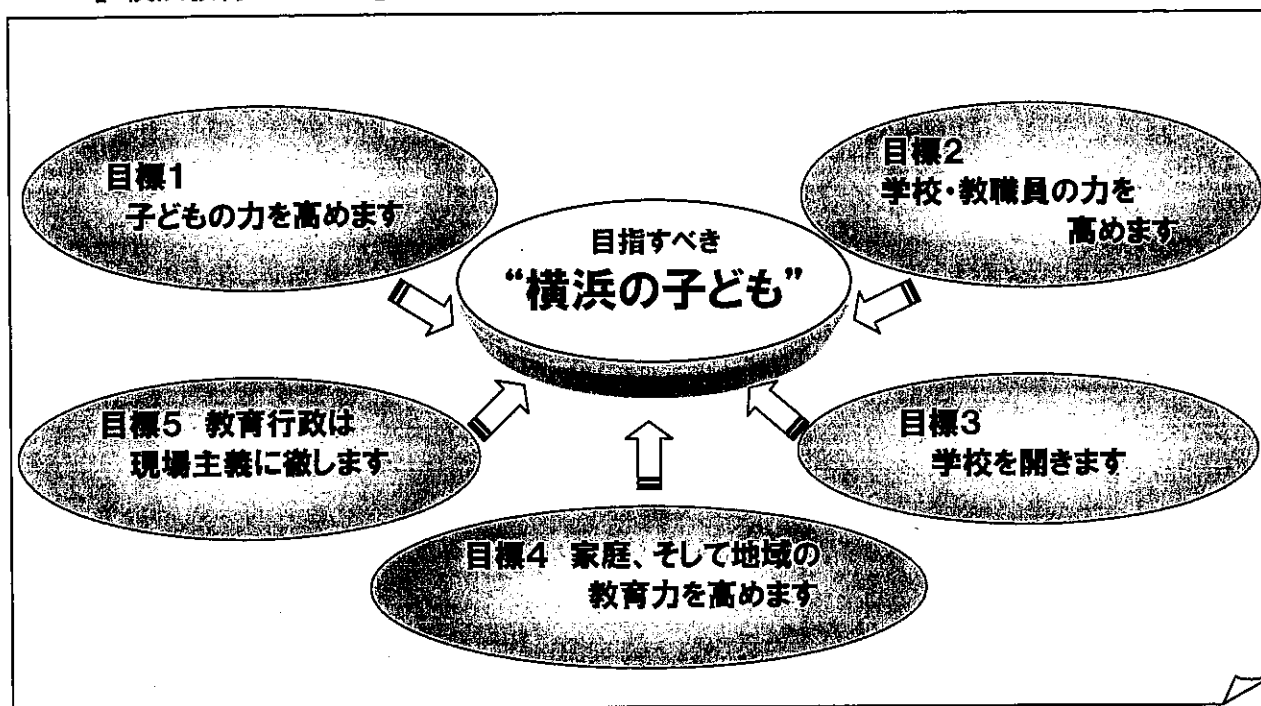 目標1
子どもの力を高めます
目標2
学校・教職員の力を
高めます
目指すべき
“横浜の子ども”
目標5 教育行政は
現場主義に徹します
目標3
学校を開きます
目標4 家庭、そして地域の
教育力を高めます